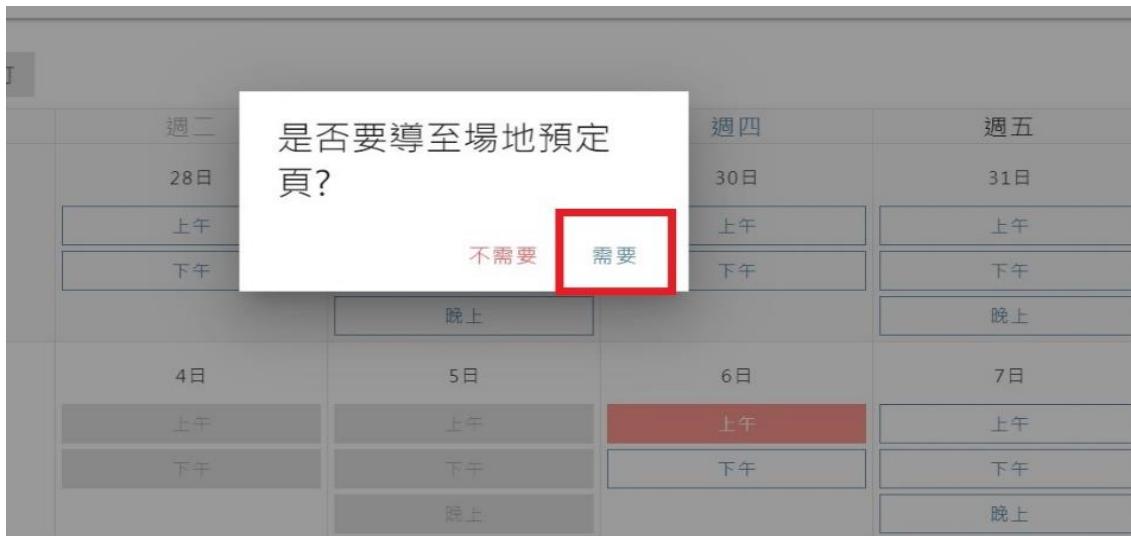 訂
週二
週四
週五
是否要導至場地預定
頁?
不需要
需要
28日
30日
31日
上午
上午
上午
下午
下午
下午
晚上
晚上
4日
5日
6日
7日
上午
上午
上午
上午
下午
下午
下午
下午
晚上
晚上